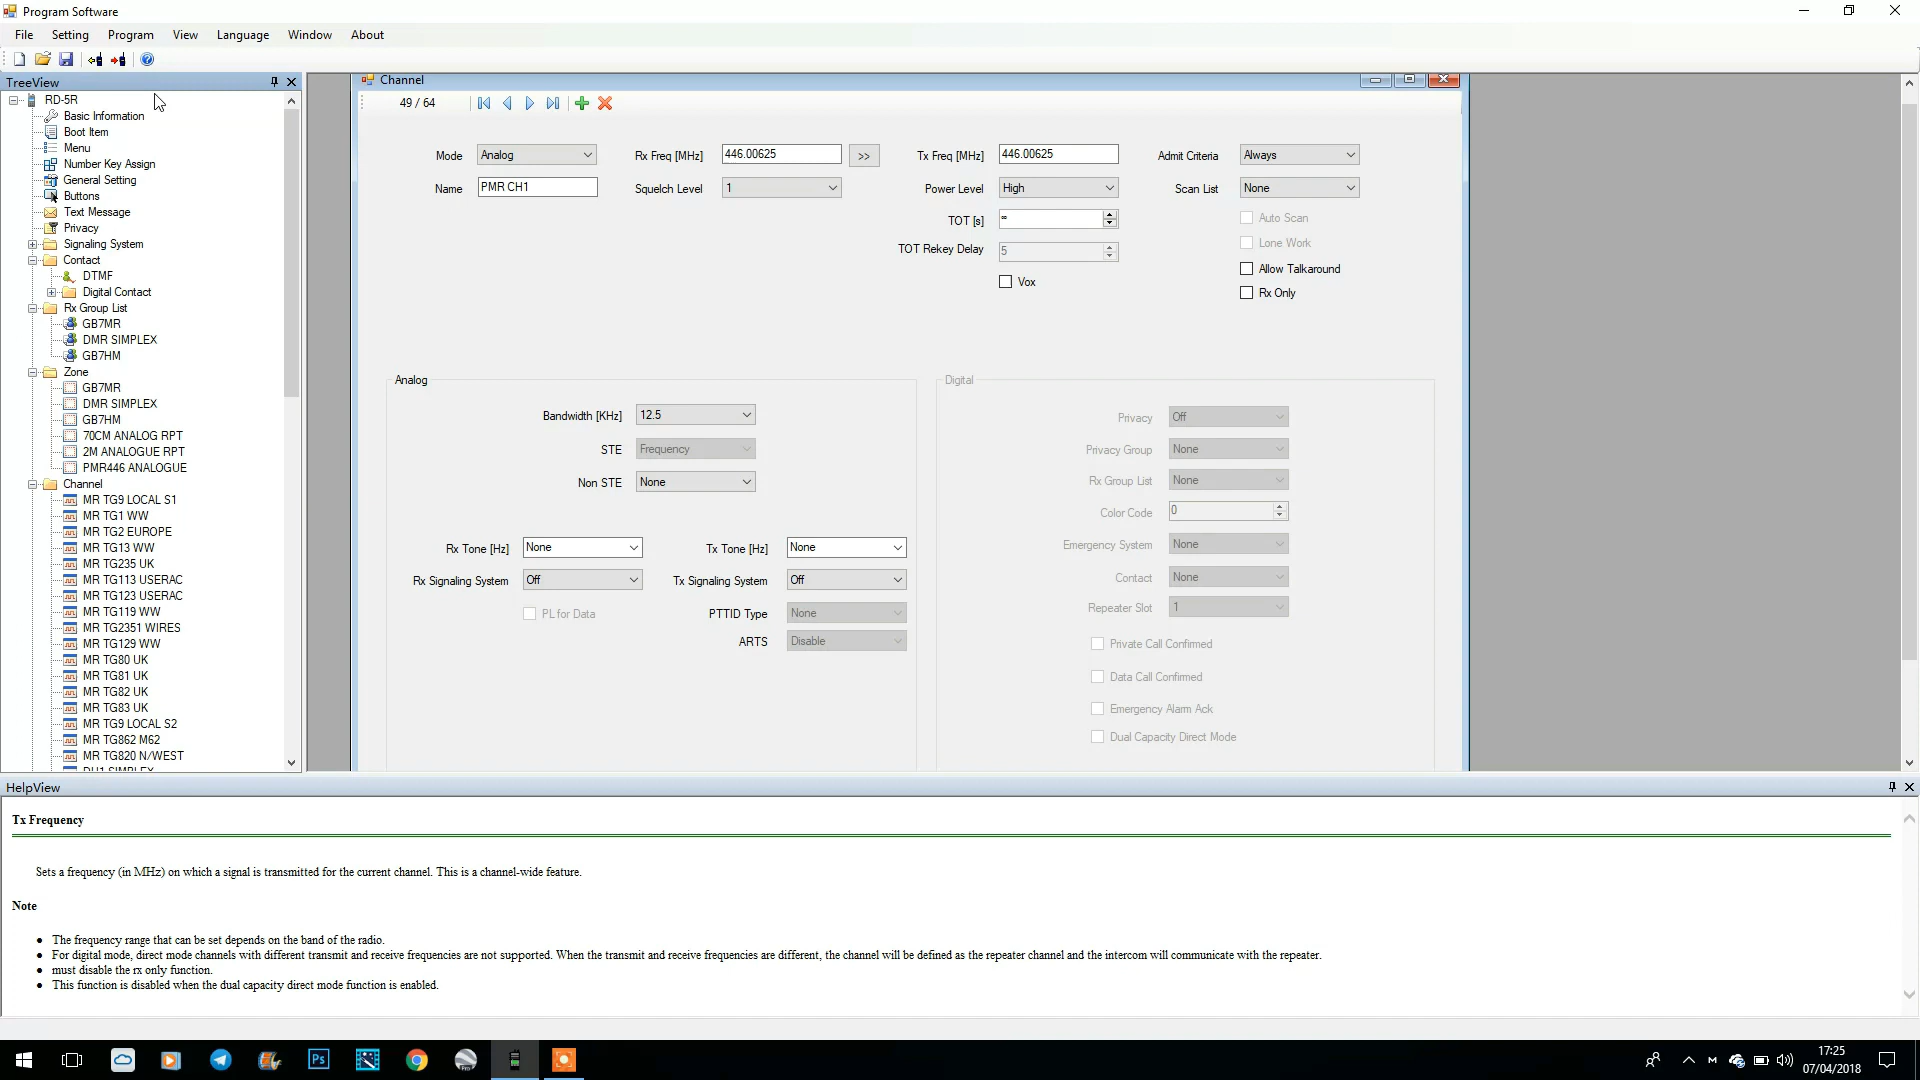 Program Software
File Setting Program View Language Window About
TreeView
RD-5R
Basic Information
Boot Item
Menu
Number Key Assign
General Setting
Buttons
Text Message
Privacy
Signaling System
Contact
DTMF
Digital Contact
Rx Group List
GB7MR
DMR SIMPLEX
GB7HM
Zone
GB7MR
DMR SIMPLEX
GB7HM
70CM ANALOG RPT
2M ANALOGUE RPT
PMR446 ANALOGUE
Channel
MR TG9 LOCAL S1
MR TG1 WW
MR TG2 EUROPE
MR TG13 WW
MR TG235 UK
MR TG113 USERAC
MR TG123 USERAC
MR TG119 WW
MR TG2351 WIRES
MR TG129 WW
MR TG80 UK
MR TG81 UK
MR TG82 UK
MR TG83 UK
MR TG9 LOCAL S2
MR TG862 M62
MR TG820 N/WEST
Channel
49 / 64
Mode Analog Rx Freq [MHz] 446.00625 >> Tx Freq [MHz] 446.00625 Admit Criteria Always
Name PMR CH1 Squelch Level 1 Power Level High Scan List None
TOT [s] ∞ Auto Scan
TOT Rekey Delay 5 Lone Work
Vox Allow Talkaround
Rx Only
Analog
Bandwidth [KHz] 12.5
STE Frequency
Non STE None
Rx Tone [Hz] None Tx Tone [Hz] None
Rx Signaling System Off Tx Signaling System Off
PL for Data PTTID Type None
ARTS Disable
Digital
Privacy Off
Privacy Group None
Rx Group List None
Color Code 0
Emergency System None
Contact None
Repeater Slot 1
Private Call Confirmed
Data Call Confirmed
Emergency Alarm Ack
Dual Capacity Direct Mode
HelpView
Tx Frequency
Sets a frequency (in MHz) on which a signal is transmitted for the current channel. This is a channel-wide feature.
Note
The frequency range that can be set depends on the band of the radio.
For digital mode, direct mode channels with different transmit and receive frequencies are not supported. When the transmit and receive frequencies are different, the channel will be defined as the repeater channel and the intercom will communicate with the repeater.
must disable the rx only function.
This function is disabled when the dual capacity direct mode function is enabled.
Ps
17:25
07/04/2018